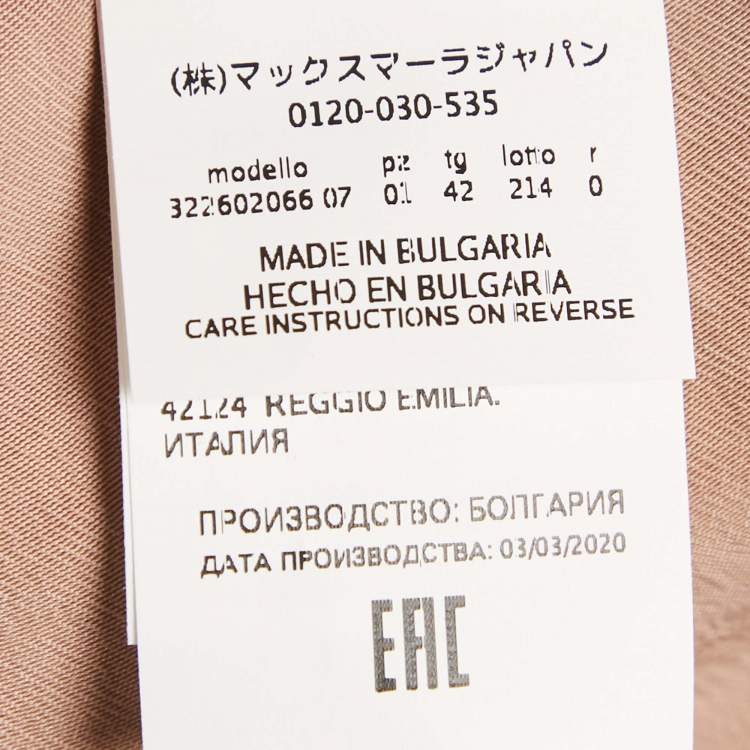 (株)マックスマーラジャパン
0120-030-535
modello pz tg lotto r
322602066 07 01 42 214 0
MADE IN BULGARIA
HECHO EN BULGARIA
CARE INSTRUCTIONS ON REVERSE
42124 REGGIO EMILIA.
ИТАЛИЯ
ПРОИЗВОДСТВО: БОЛГАРИЯ
ДАТА ПРОИЗВОДСТВА: 03/03/2020
EAC